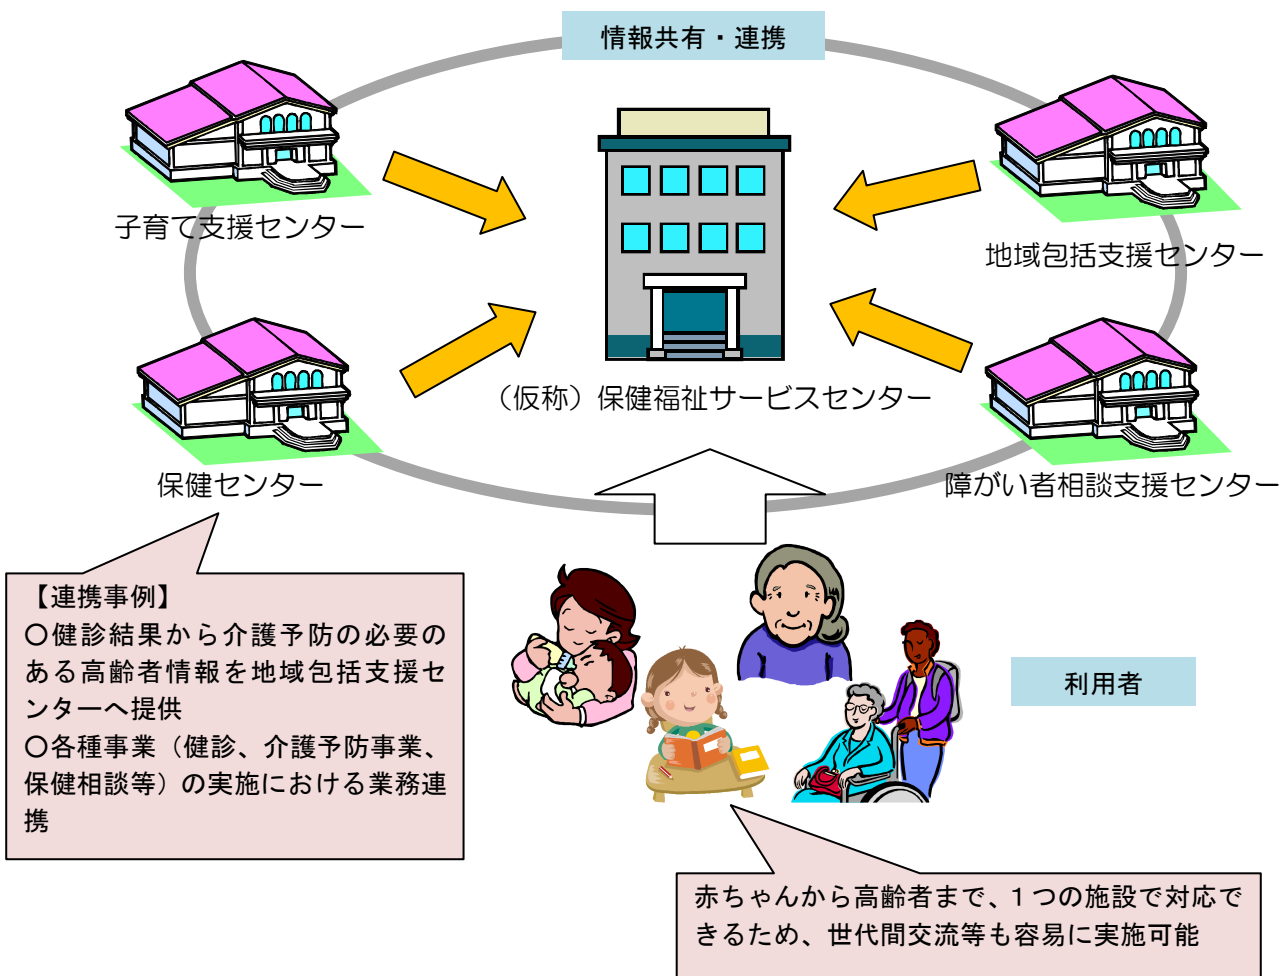 情報共有・連携
子育て支援センター
地域包括支援センター
(仮称)保健福祉サービスセンター
保健センター
障がい者相談支援センター
【連携事例】
〇健診結果から介護予防の必要の
ある高齢者情報を地域包括支援セ
ンターへ提供
〇各種事業(健診、介護予防事業、
保健相談等)の実施における業務連
携
利用者
赤ちゃんから高齢者まで、1つの施設で対応で
きるため、世代間交流等も容易に実施可能